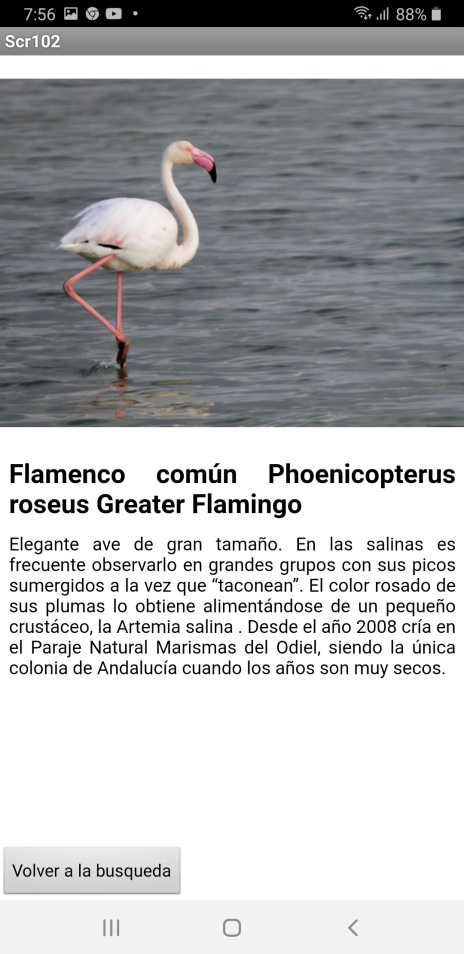 7:56
88%
Scr102
Flamenco común Phoenicopterus
roseus Greater Flamingo
Elegante ave de gran tamaño. En las salinas es
frecuente observarlo en grandes grupos con sus picos
sumergidos a la vez que “taconean”. El color rosado de
sus plumas lo obtiene alimentándose de un pequeño
crustáceo, la Artemia salina . Desde el año 2008 cría en
el Paraje Natural Marismas del Odiel, siendo la única
colonia de Andalucía cuando los años son muy secos.
Volver a la busqueda